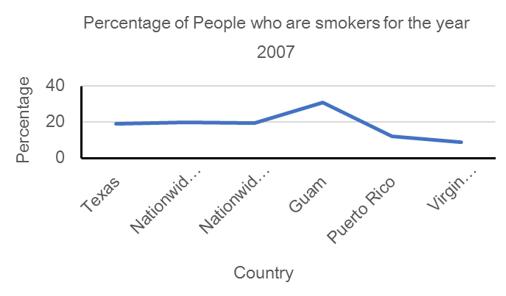 Percentage of People who are smokers for the year
2007
Percentage
40
20
0
Texas
Nationwid...
Nationwid...
Guam
Puerto Rico
Virgin...
Country